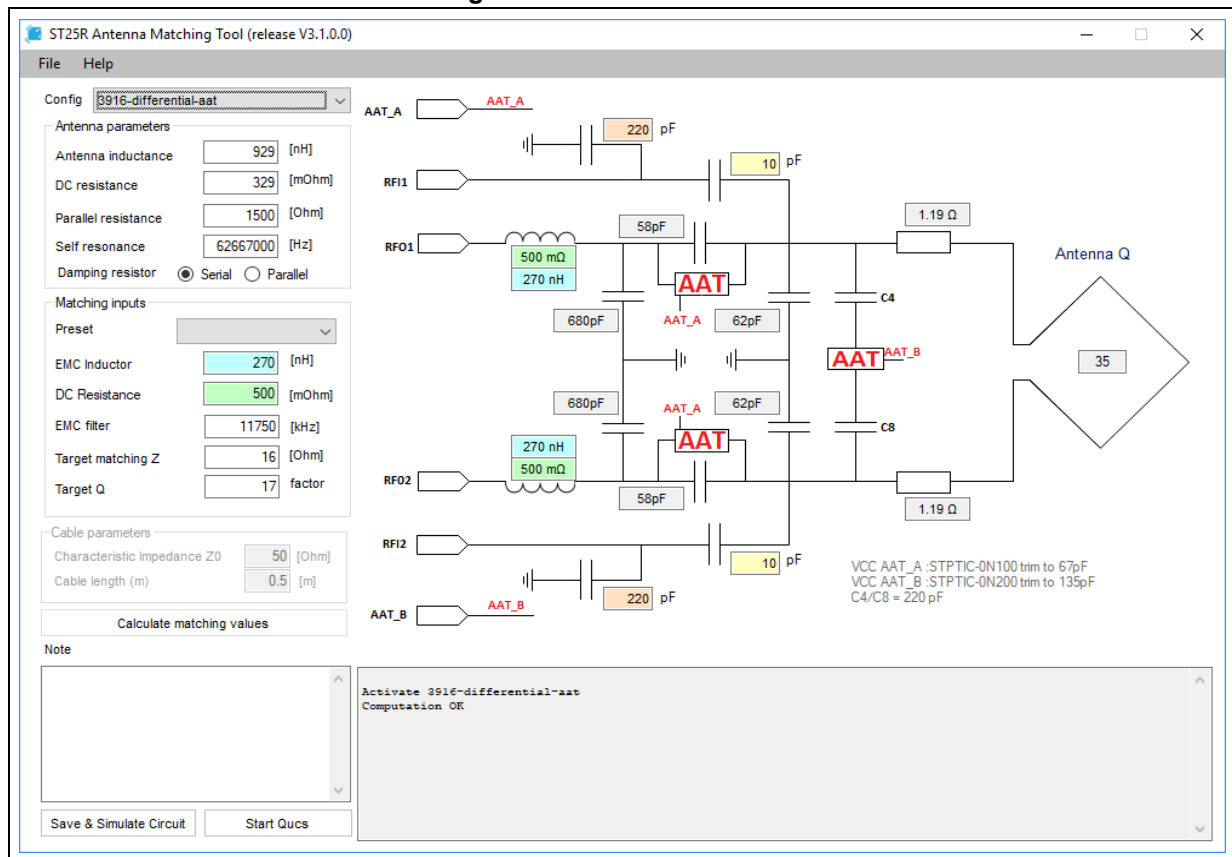 ST25R Antenna Matching Tool (release V3.1.0.0)
File Help
Config 3916-differential-aat
Antenna parameters
Antenna inductance 929 [nH]
DC resistance 329 [mOhm]
Parallel resistance 1500 [Ohm]
Self resonance 62667000 [Hz]
Damping resistor Serial Parallel
Matching inputs
Preset
EMC Inductor 270 [nH]
DC Resistance 500 [mOhm]
EMC filter 11750 [kHz]
Target matching Z 16 [Ohm]
Target Q 17 factor
Cable parameters
Characteristic Impedance Z0 50 [Ohm]
Cable length (m) 0.5 [m]
Calculate matching values
Note
Save & Simulate Circuit Start Qucs
AAT_A AAT_A
220 pF
10 pF
RFI1
1.19 Ω
58pF
RFO1
500 mΩ
270 nH
AAT
Antenna Q
C4
680pF AAT_A 62pF
AAT AAT_B
35
680pF AAT_A 62pF
C8
AAT
270 nH
500 mΩ
RFO2
58pF
1.19 Ω
RFI2
10 pF
220 pF
AAT_B AAT_B
VCC AAT_A :STPTIC-0N100 trim to 67pF
VCC AAT_B :STPTIC-0N200 trim to 135pF
C4/C8 = 220 pF
Activate 3916-differential-aat
Computation OK